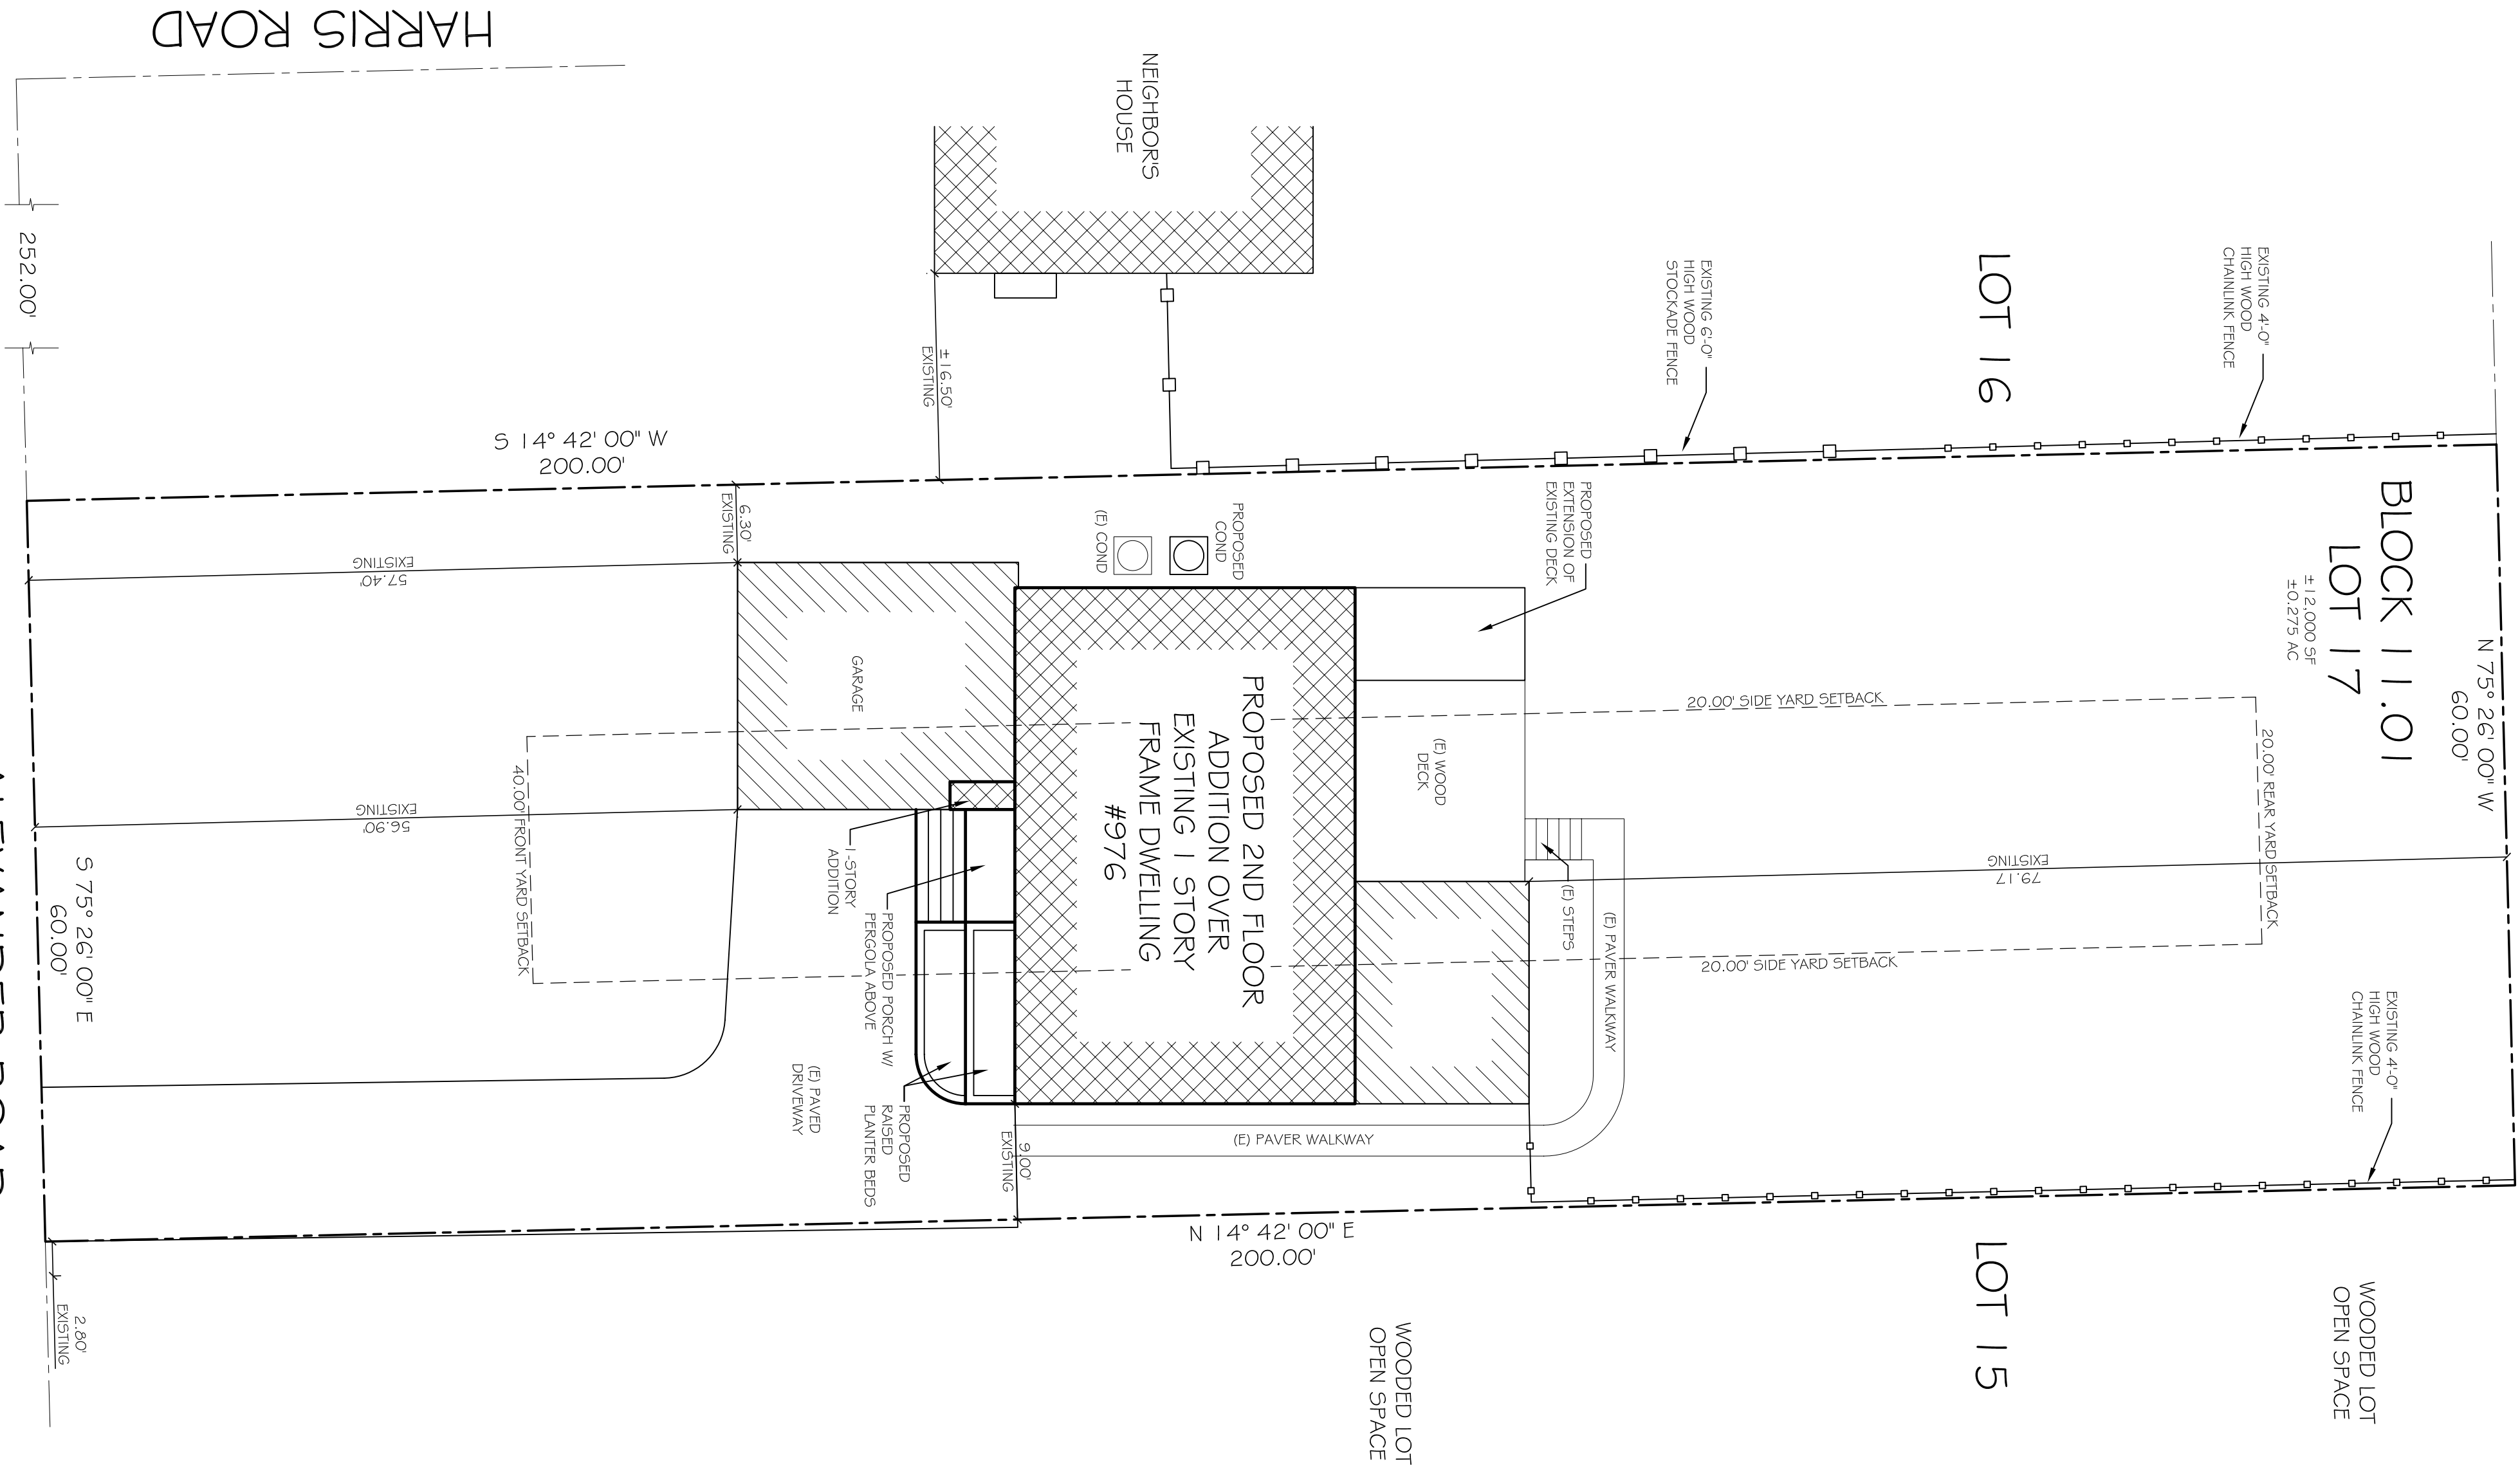 HARRIS ROAD
252.00'
NEIGHBOR'S
HOUSE
± 16.50'
EXISTING
EXISTING 6'-0"
HIGH WOOD
STOCKADE FENCE
LOT 16
EXISTING 4'-0"
HIGH WOOD
CHAINLINK FENCE
S 14° 42' 00" W
200.00'
6.30'
EXISTING
EXISTING
57.40'
(E) COND
PROPOSED
COND
PROPOSED
EXTENSION OF
EXISTING DECK
BLOCK 11.01
LOT 17
±12,000 SF
±0.275 AC
N 75° 26' 00" W
60.00'
GARAGE
20.00' SIDE YARD SETBACK
20.00' REAR YARD SETBACK
PROPOSED 2ND FLOOR
ADDITION OVER
EXISTING 1 STORY
FRAME DWELLING
#976
(E) WOOD
DECK
EXISTING
56.90'
40.00' FRONT YARD SETBACK
1-STORY
ADDITION
PROPOSED PORCH W/
PERGOLA ABOVE
(E) STEPS
(E) PAVER WALKWAY
EXISTING
79.17
20.00' SIDE YARD SETBACK
S 75° 26' 00" E
60.00'
(E) PAVED
DRIVEWAY
PROPOSED
RAISED
PLANTER BEDS
9.00'
EXISTING
(E) PAVER WALKWAY
EXISTING 4'-0"
HIGH WOOD
CHAINLINK FENCE
N 14° 42' 00" E
200.00'
LOT 15
WOODED LOT
OPEN SPACE
WOODED LOT
OPEN SPACE
2.80'
EXISTING